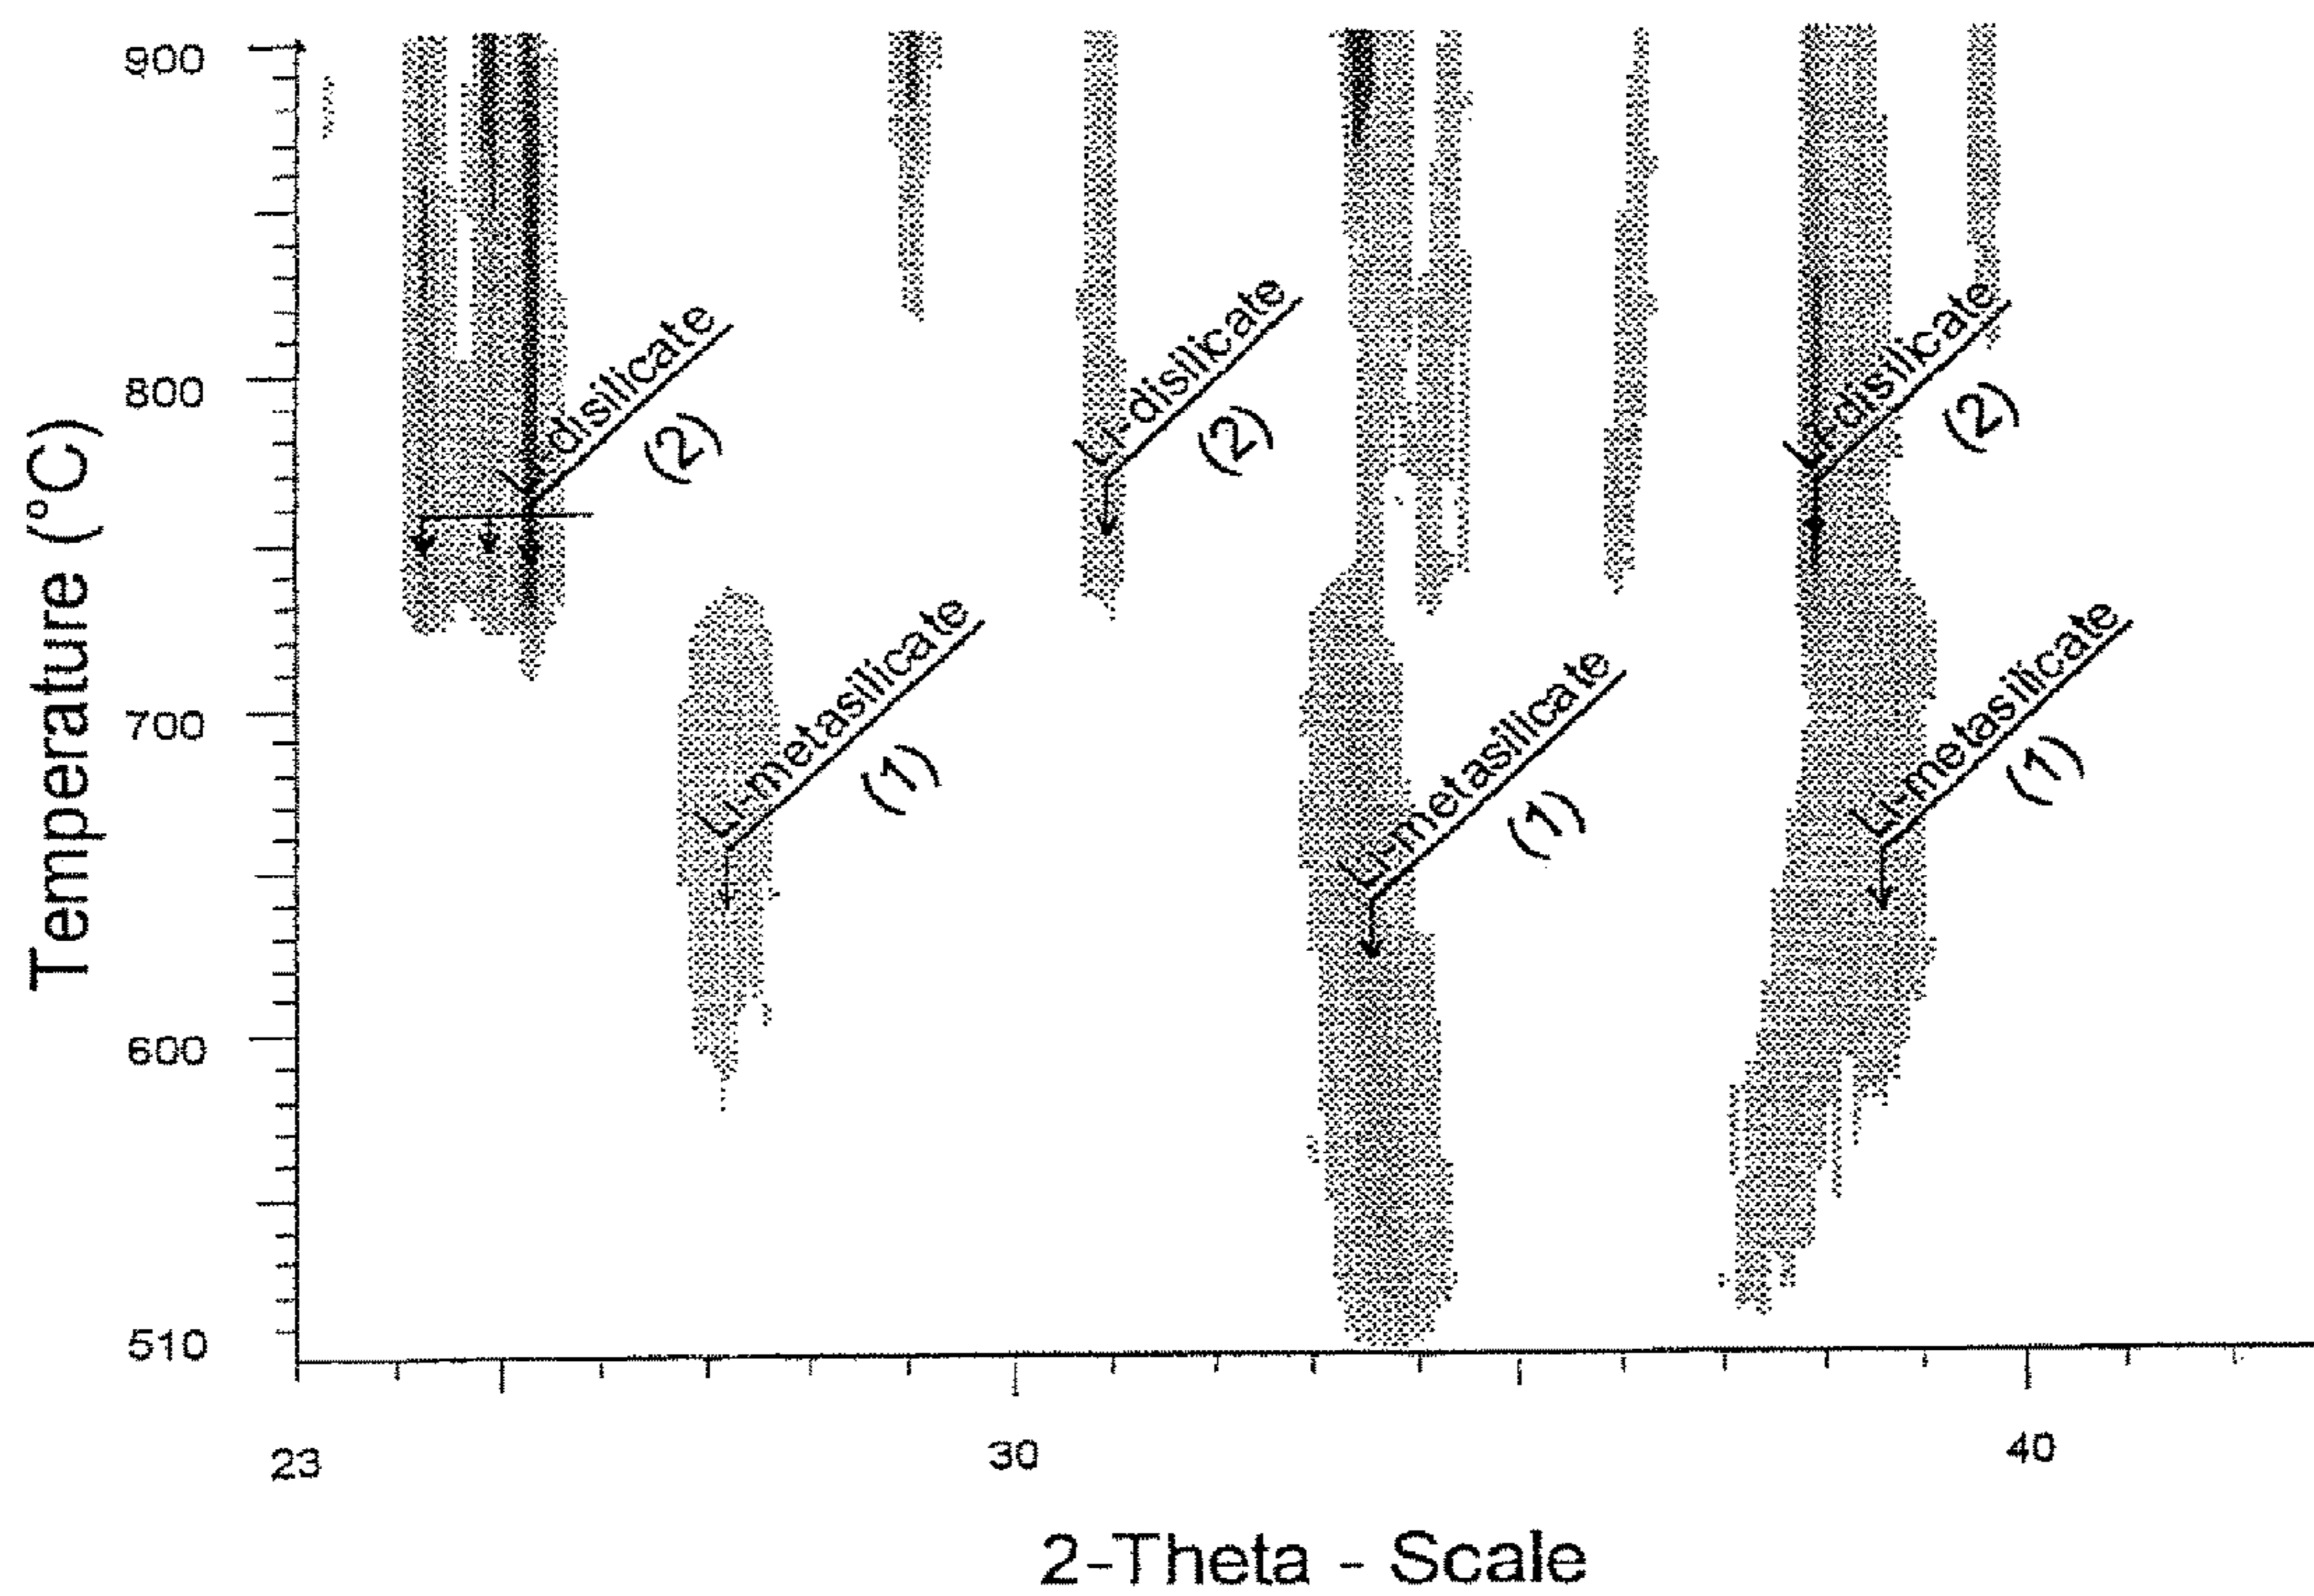 Temperature (°C)
900
800
700
600
510
Li-disilicate
(2)
Li-disilicate
(2)
Li-disilicate
(2)
Li-metasilicate
(1)
Li-metasilicate
(1)
Li-metasilicate
(1)
23
30
40
2-Theta - Scale